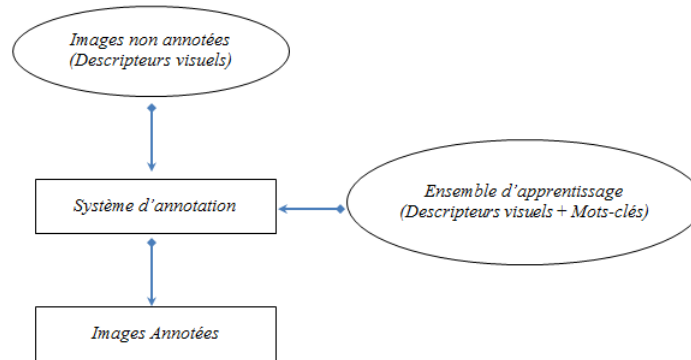 Images non annotées
(Descripteurs visuels)
Système d’annotation
Ensemble d’apprentissage
(Descripteurs visuels + Mots-clés)
Images Annotées